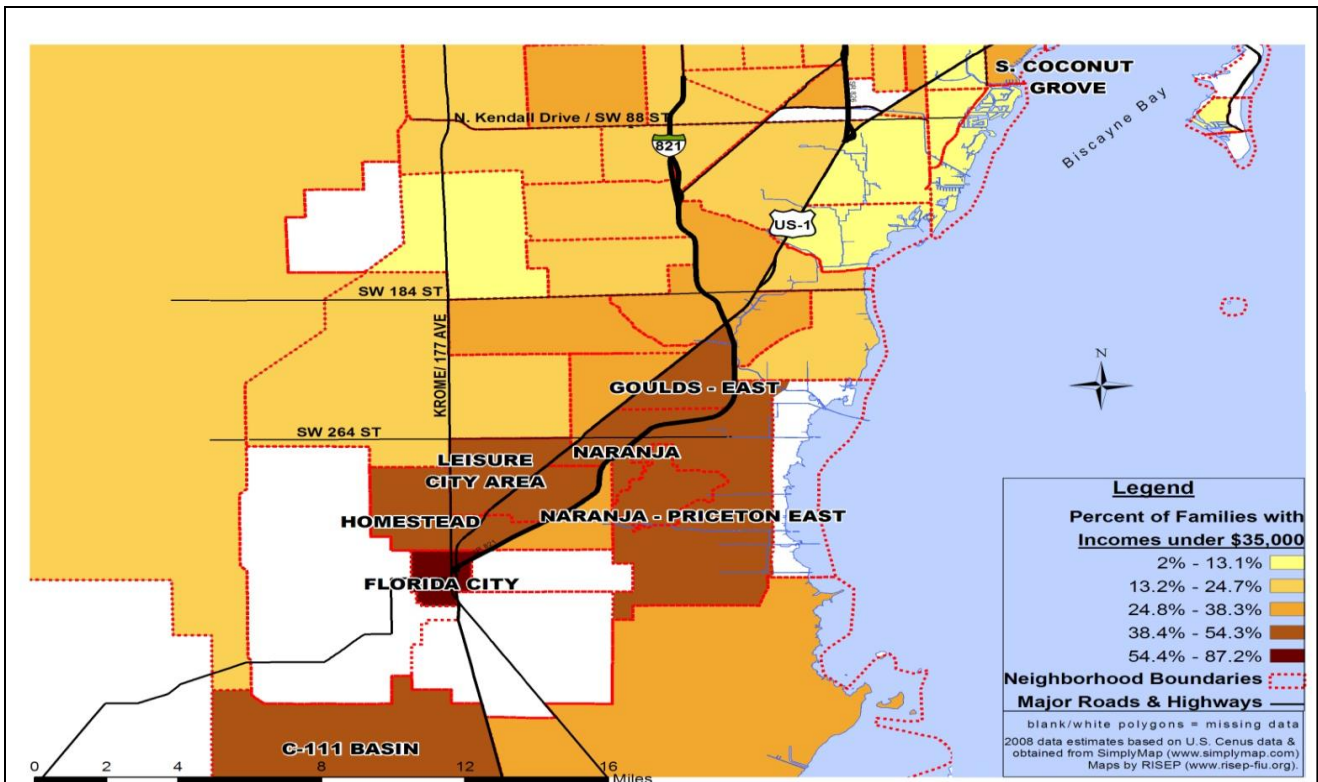 S. COCONUT
GROVE
Biscayne Bay
N. Kendall Drive / SW 88 ST
821
US-1
SW 184 ST
KROME/ 177 AVE
N
GOULDS - EAST
SW 264 ST
NARANJA
LEISURE
CITY AREA
HOMESTEAD
NARANJA - PRICETON EAST
FLORIDA CITY
C-111 BASIN
0 4 8 12 16
Miles
Legend
Percent of Families with
Incomes under $35,000
2% - 13.1%
13.2% - 24.7%
24.8% - 38.3%
38.4% - 54.3%
54.4% - 87.2%
Neighborhood Boundaries
Major Roads & Highways
blank/white polygons = missing data
2008 data estimates based on U.S. Cenus data &
obtained from SimplyMap (www.simplymap.com)
Maps by RISEP (www.risep-fiu.org).